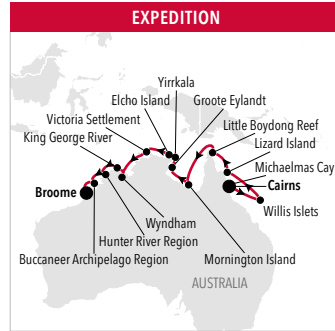 EXPEDITION
Yirrkala
Elcho Island
Groote Eylandt
Victoria Settlement
Little Boydong Reef
King George River
Lizard Island
Michaelmas Cay
Broome
Cairns
Willis Islets
Wyndham
Hunter River Region
Mornington Island
Buccaneer Archipelago Region
AUSTRALIA